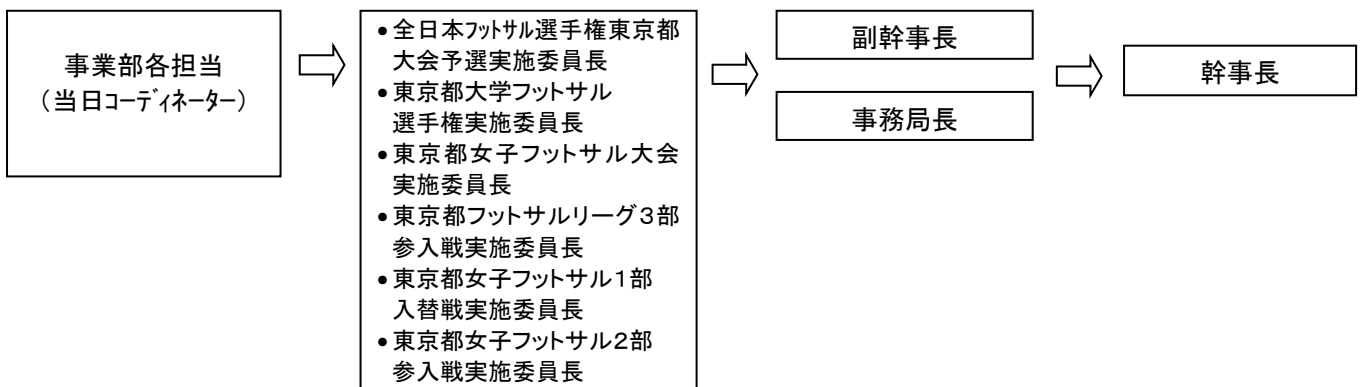 事業部各担当
（当日ｺｰﾃﾞｨﾈｰﾀｰ）
•全日本ﾌｯﾄｻﾙ選手権東京都
大会予選実施委員長
•東京都大学フットサル
選手権実施委員長
•東京都女子フットサル大会
実施委員長
•東京都フットサルリーグ３部
参入戦実施委員長
•東京都女子フットサル１部
入替戦実施委員長
•東京都女子フットサル２部
参入戦実施委員長
副幹事長
事務局長
幹事長